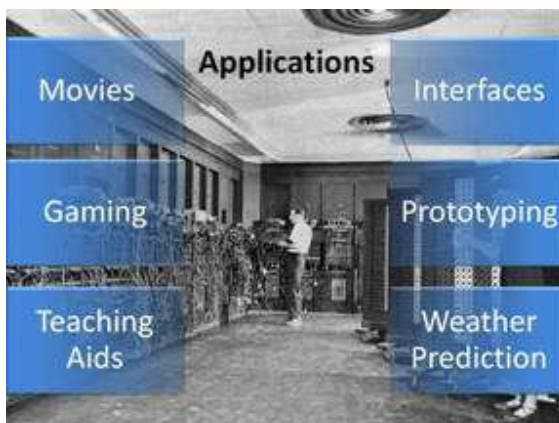 Applications
Movies
Interfaces
Gaming
Prototyping
Teaching
Aids
Weather
Prediction